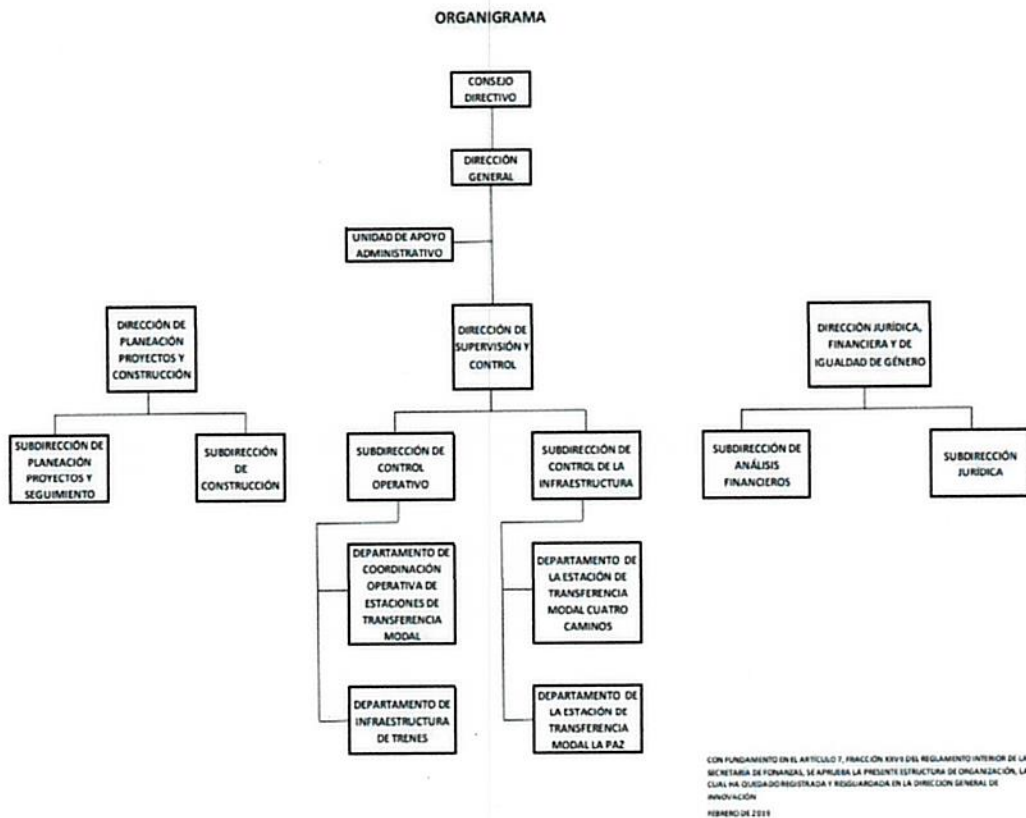 ORGANIGRAMA
CONSEJO
DIRECTIVO
DIRECCIÓN
GENERAL
UNIDAD DE APOYO
ADMINISTRATIVO
DIRECCIÓN DE
PLANEACIÓN
PROYECTOS Y
CONSTRUCCIÓN
DIRECCIÓN DE
SUPERVISIÓN Y
CONTROL
DIRECCIÓN JURÍDICA,
FINANCIERA Y DE
IGUALDAD DE GÉNERO
SUBDIRECCIÓN DE
PLANEACIÓN
PROYECTOS Y
SEGUIMIENTO
SUBDIRECCIÓN
DE
CONSTRUCCIÓN
SUBDIRECCIÓN DE
CONTROL
OPERATIVO
SUBDIRECCIÓN DE
CONTROL DE LA
INFRAESTRUCTURA
SUBDIRECCIÓN DE
ANÁLISIS
FINANCIEROS
SUBDIRECCIÓN
JURÍDICA
DEPARTAMENTO DE
COORDINACIÓN
OPERATIVA DE
ESTACIONES DE
TRANSFERENCIA
MODAL
DEPARTAMENTO DE
LA ESTACIÓN DE
TRANSFERENCIA
MODAL CUATRO
CAMINOS
DEPARTAMENTO DE
INFRAESTRUCTURA
DE TRENES
DEPARTAMENTO DE
LA ESTACIÓN DE
TRANSFERENCIA
MODAL LA PAZ
CON FUNDAMENTO EN EL ARTÍCULO 7, FRACCIÓN DEL REGLAMENTO INTERIOR DE LA
SECRETARÍA DE FONANZAS, SE APRUEBA LA PRESENTE ESTRUCTURA DE ORGANIZACIÓN, LA
CUAL HA QUEDADO REGISTRADA Y RESGUARDADA EN LA DIRECCION GENERAL DE
INNOVACIÓN
FEBRERO DE 2019